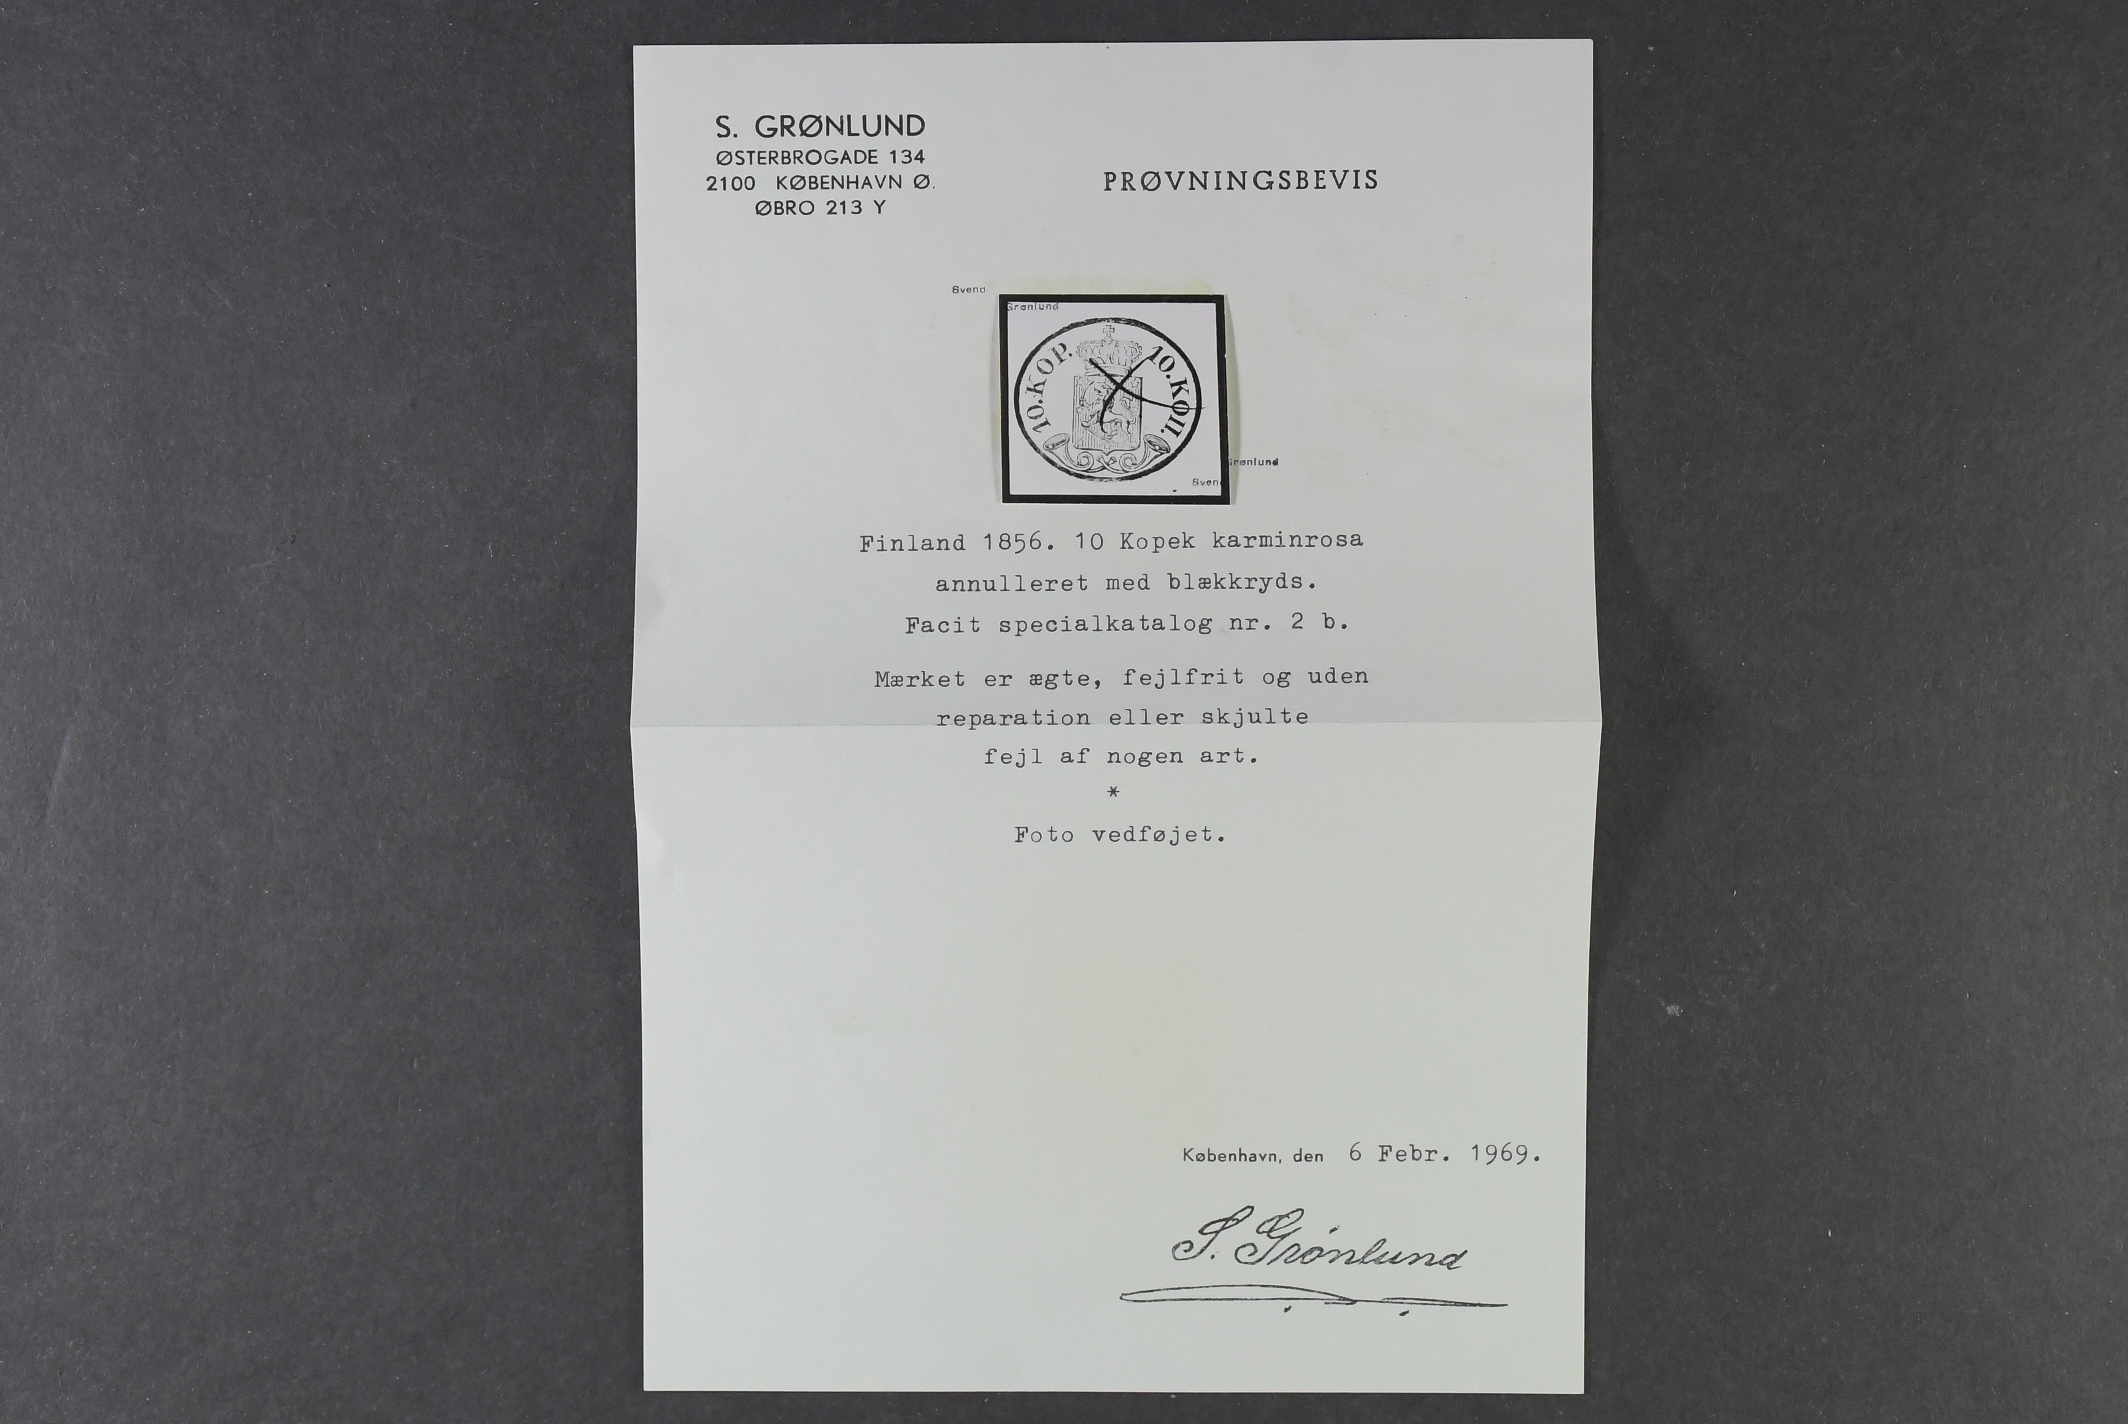 S. GRØNLUND
ØSTERBROGADE 134
2100 KØBENHAVN Ø.
ØBRO 213 Y
PRØVNINGSBEVIS
Svend
Grønlund
10.KOP. 10.KOП.
Grønlund
Svend
Finland 1856. 10 Kopek karminrosa
annulleret med blækkryds.
Facit specialkatalog nr. 2 b.
Mærket er ægte, fejlfrit og uden
reparation eller skjulte
fejl af nogen art.
*
Foto vedføjet.
København, den 6 Febr. 1969.
S. Grønlund